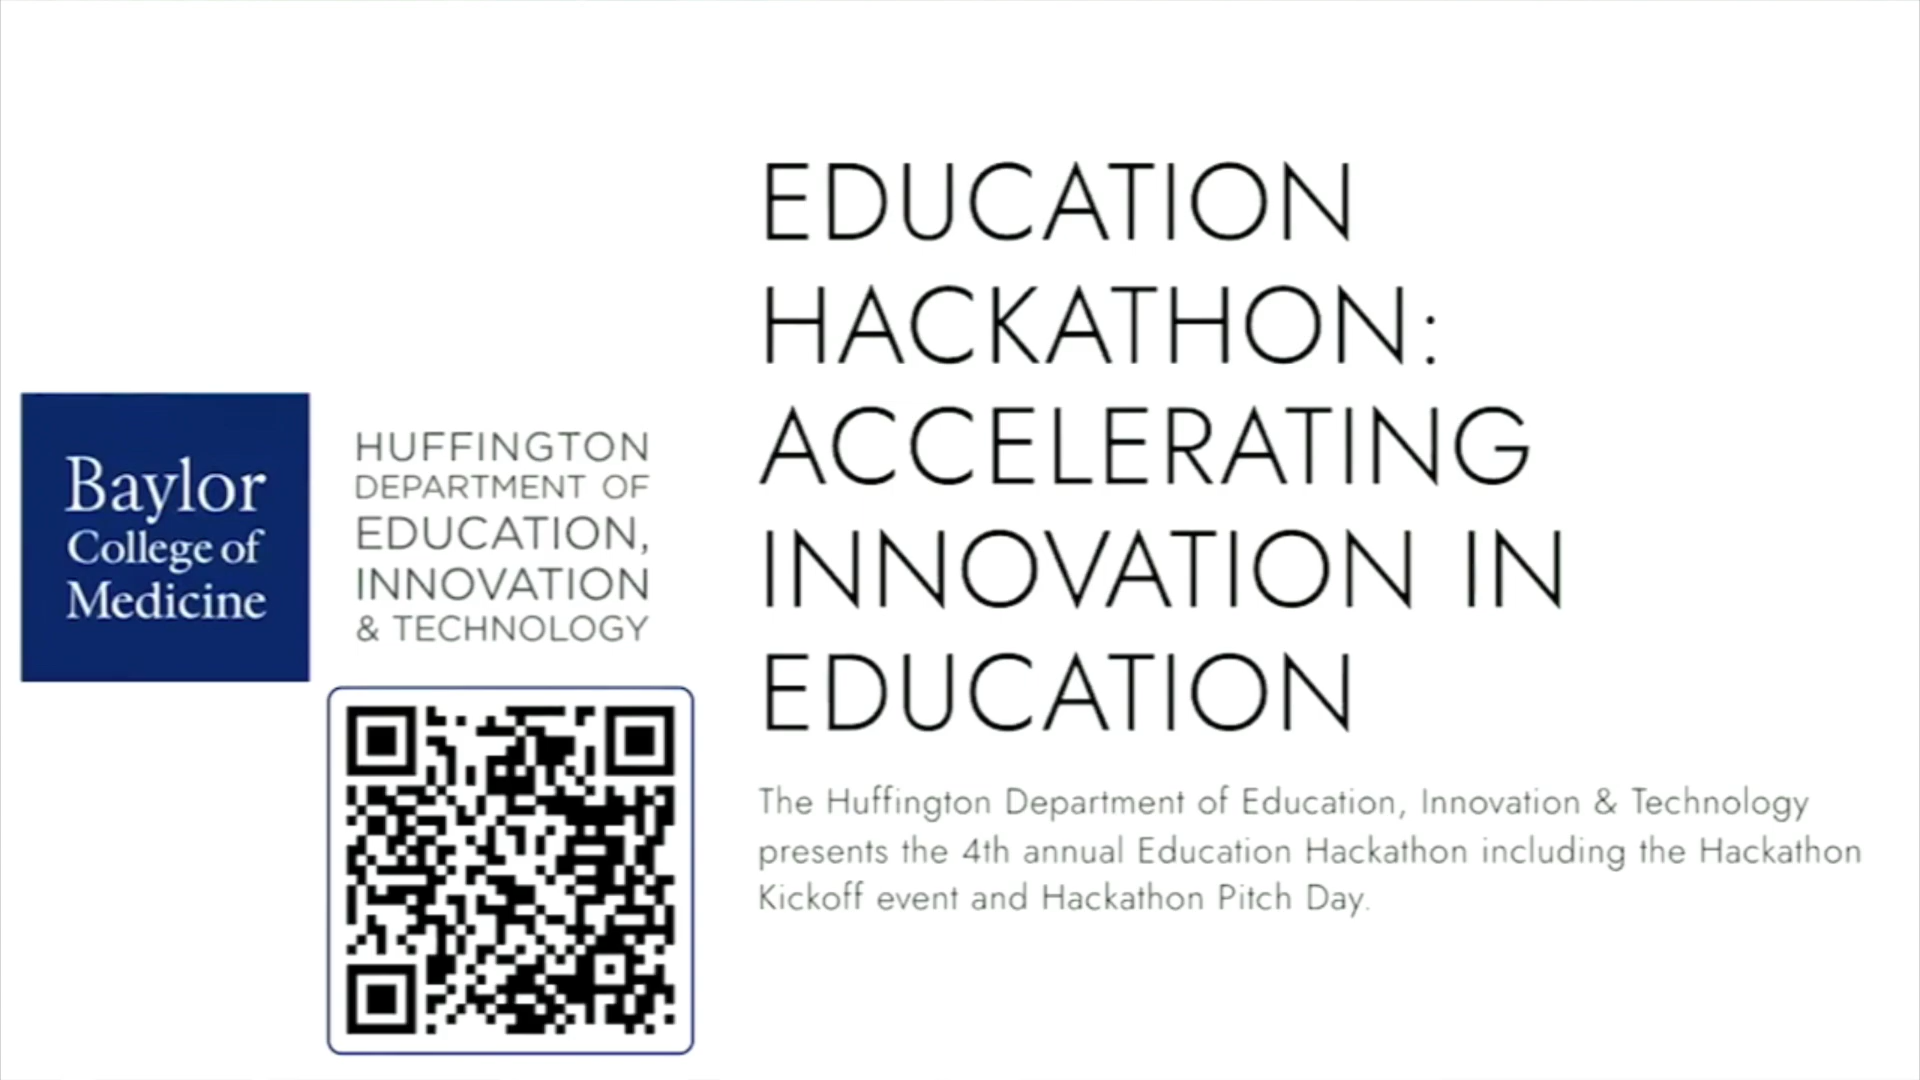 Baylor
College of
Medicine
HUFFINGTON
DEPARTMENT OF
EDUCATION,
INNOVATION
& TECHNOLOGY
EDUCATION
HACKATHON:
ACCELERATING
INNOVATION IN
EDUCATION
The Huffington Department of Education, Innovation & Technology
presents the 4th annual Education Hackathon including the Hackathon
Kickoff event and Hackathon Pitch Day.